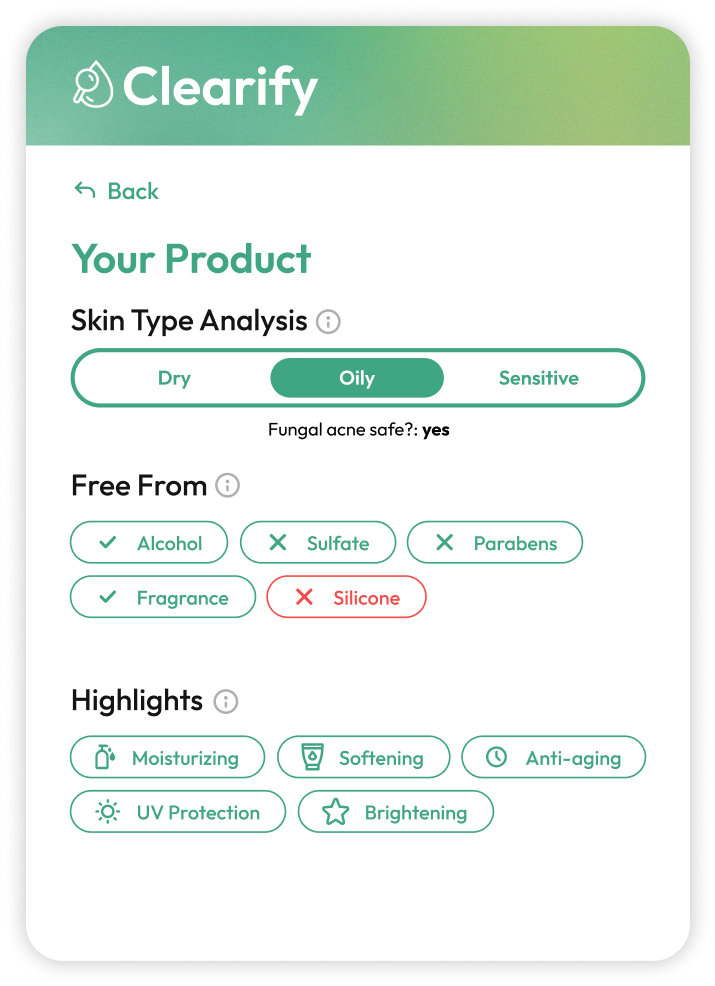 Clearify
Back
Your Product
Skin Type Analysis
Dry Oily Sensitive
Fungal acne safe?: yes
Free From
Alcohol Sulfate Parabens
Fragrance Silicone
Highlights
Moisturizing Softening Anti-aging
UV Protection Brightening